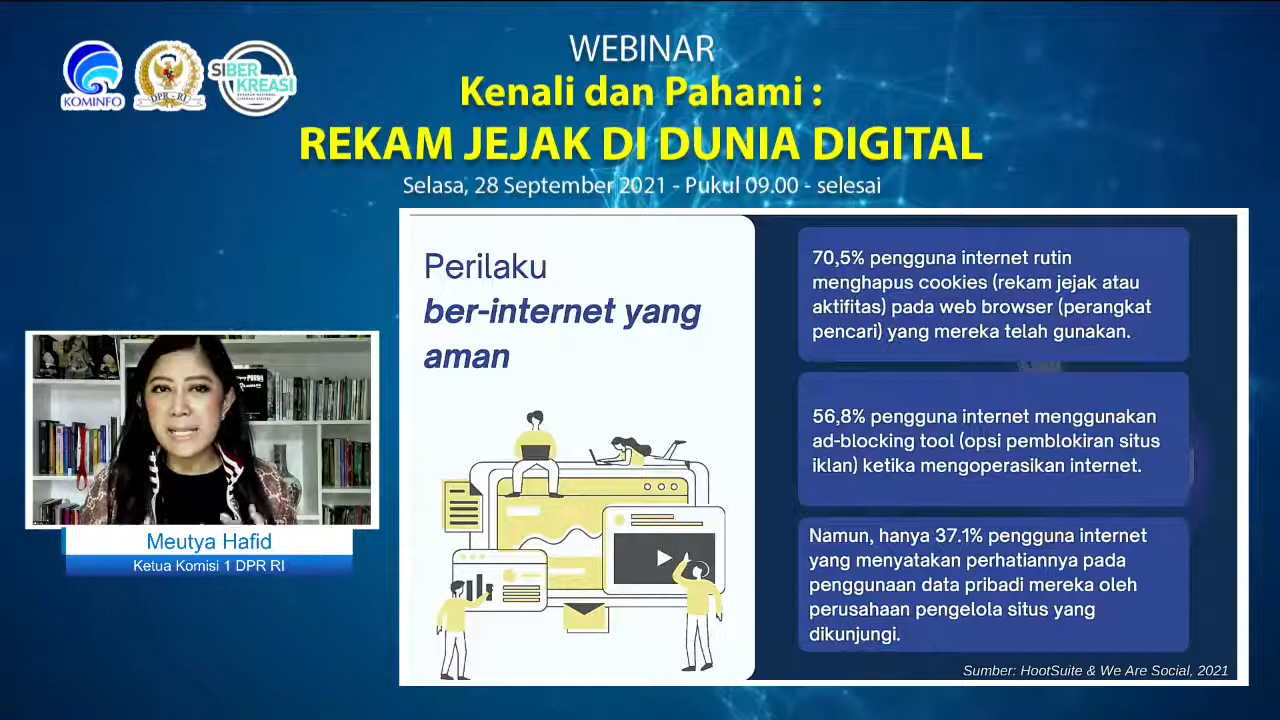 WEBINAR
Kenali dan Pahami :
REKAM JEJAK DI DUNIA DIGITAL
Selasa, 28 September 2021 - Pukul 09.00 - selesai
KOMINFO
DPR - RI
SIBER
KREASI
Perilaku
ber-internet yang
aman
70,5% pengguna internet rutin
menghapus cookies (rekam jejak atau
aktifitas) pada web browser (perangkat
pencari) yang mereka telah gunakan.
56,8% pengguna internet menggunakan
ad-blocking tool (opsi pemblokiran situs
iklan) ketika mengoperasikan internet.
Namun, hanya 37.1% pengguna internet
yang menyatakan perhatiannya pada
penggunaan data pribadi mereka oleh
perusahaan pengelola situs yang
dikunjungi.
Sumber: HootSuite & We Are Social, 2021
Meutya Hafid
Ketua Komisi 1 DPR RI